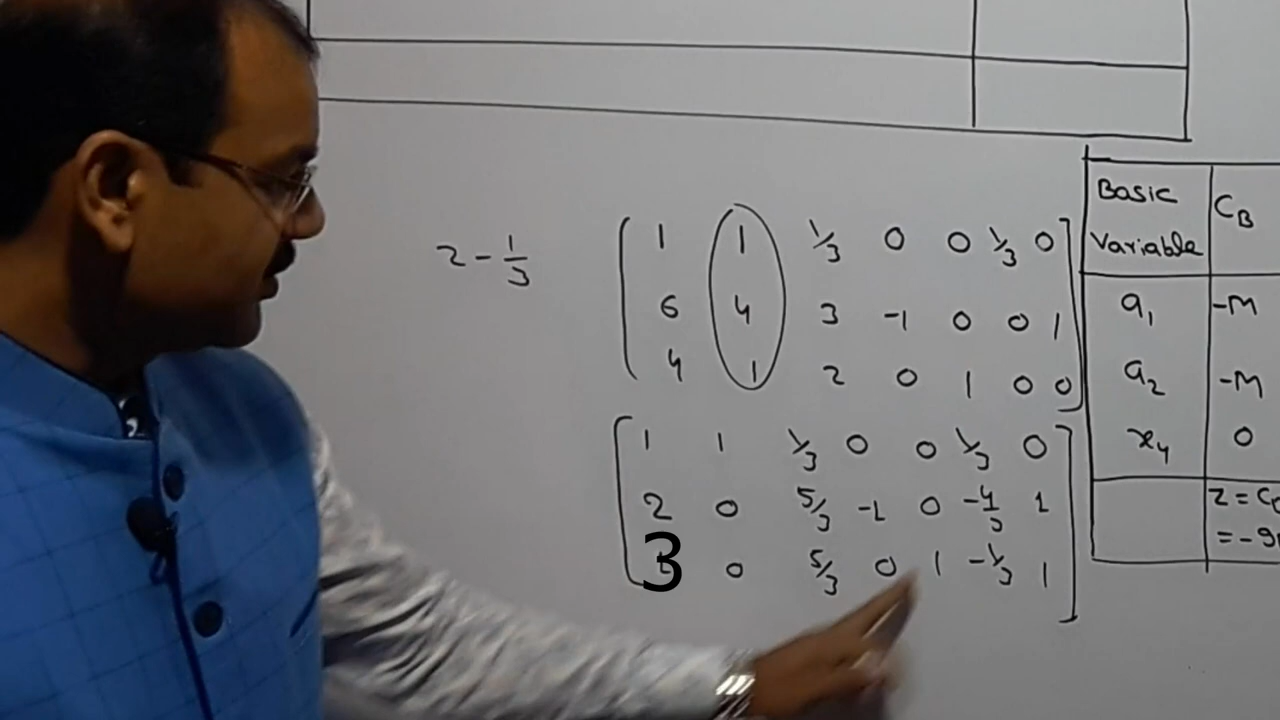 2 - 1/3
1 1 1/3 0 0 1/3 0
6 4 3 -1 0 0 1
4 1 2 0 1 0 0
1 1 1/3 0 0 1/3 0
2 0 5/3 -1 0 -4/3 1
3 0 5/3 0 1 -1/3 1
Basic Variable CB
a1 -M
a2 -M
x4 0
Z = C
= -9